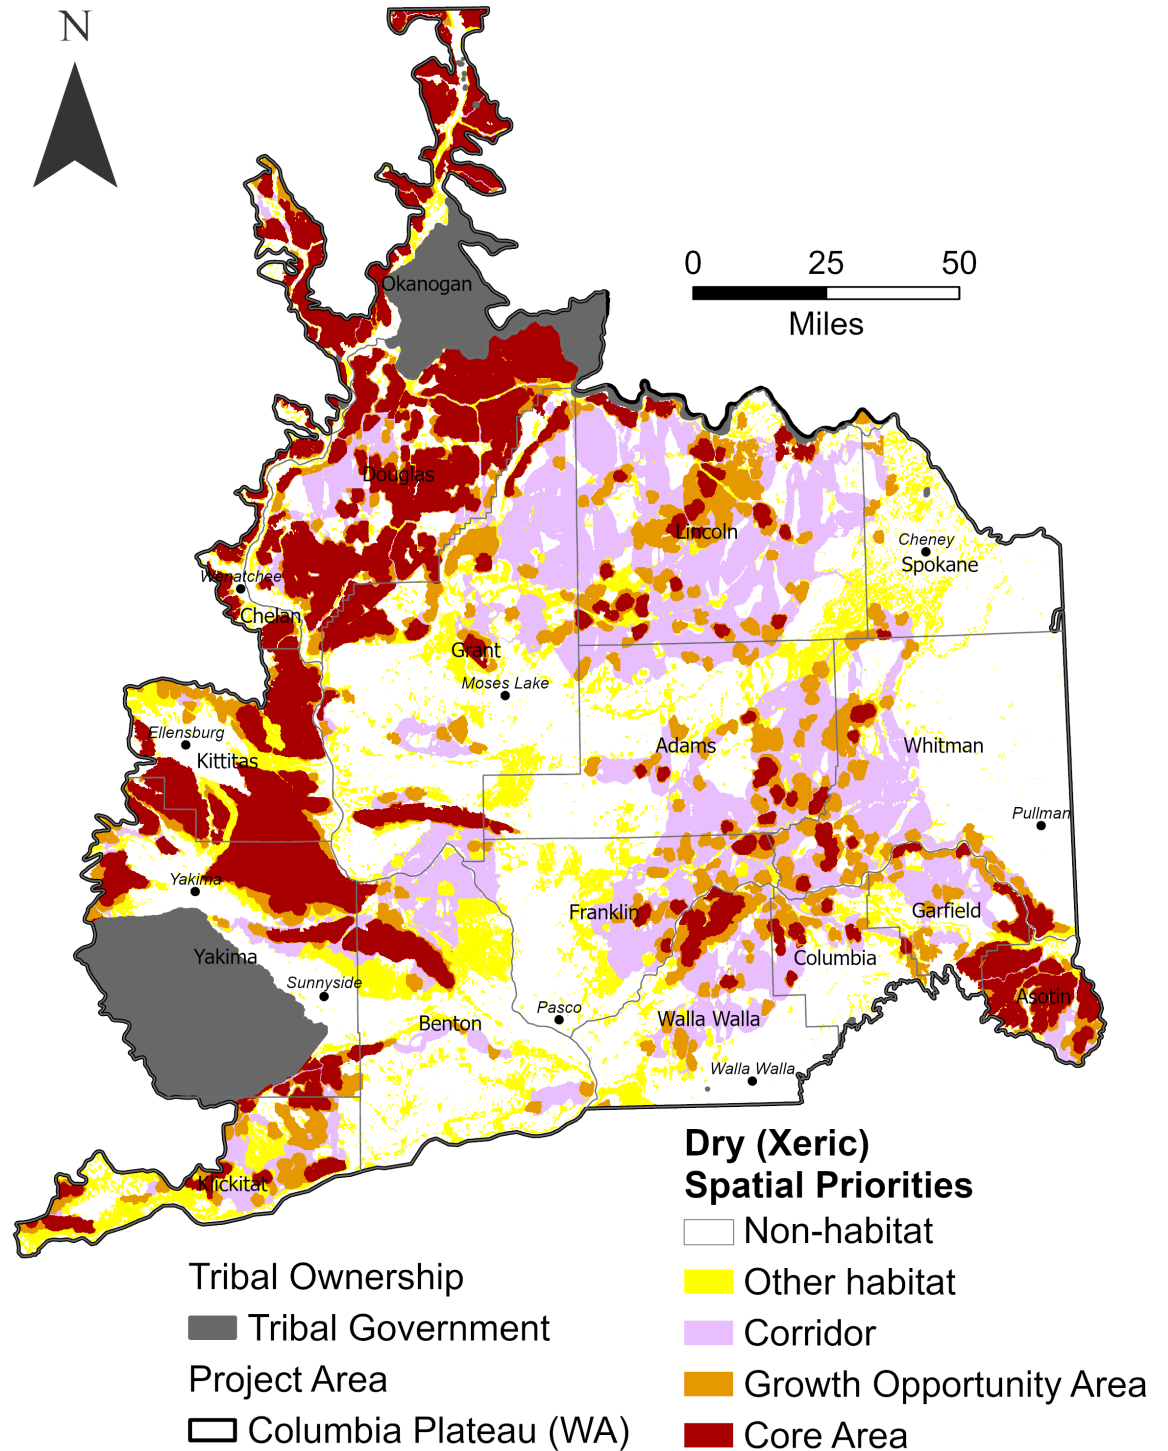 N
Okanogan
0 25 50
Miles
Douglas
Lincoln
Cheney
Spokane
Wenatchee
Chelan
Grant
Moses Lake
Ellensburg
Kittitas
Adams
Whitman
Pullman
Yakima
Franklin
Garfield
Yakima
Columbia
Sunnyside
Asotin
Pasco
Benton
Walla Walla
Walla Walla
Klickitat
Dry (Xeric)
Spatial Priorities
Non-habitat
Other habitat
Corridor
Growth Opportunity Area
Core Area
Tribal Ownership
Tribal Government
Project Area
Columbia Plateau (WA)